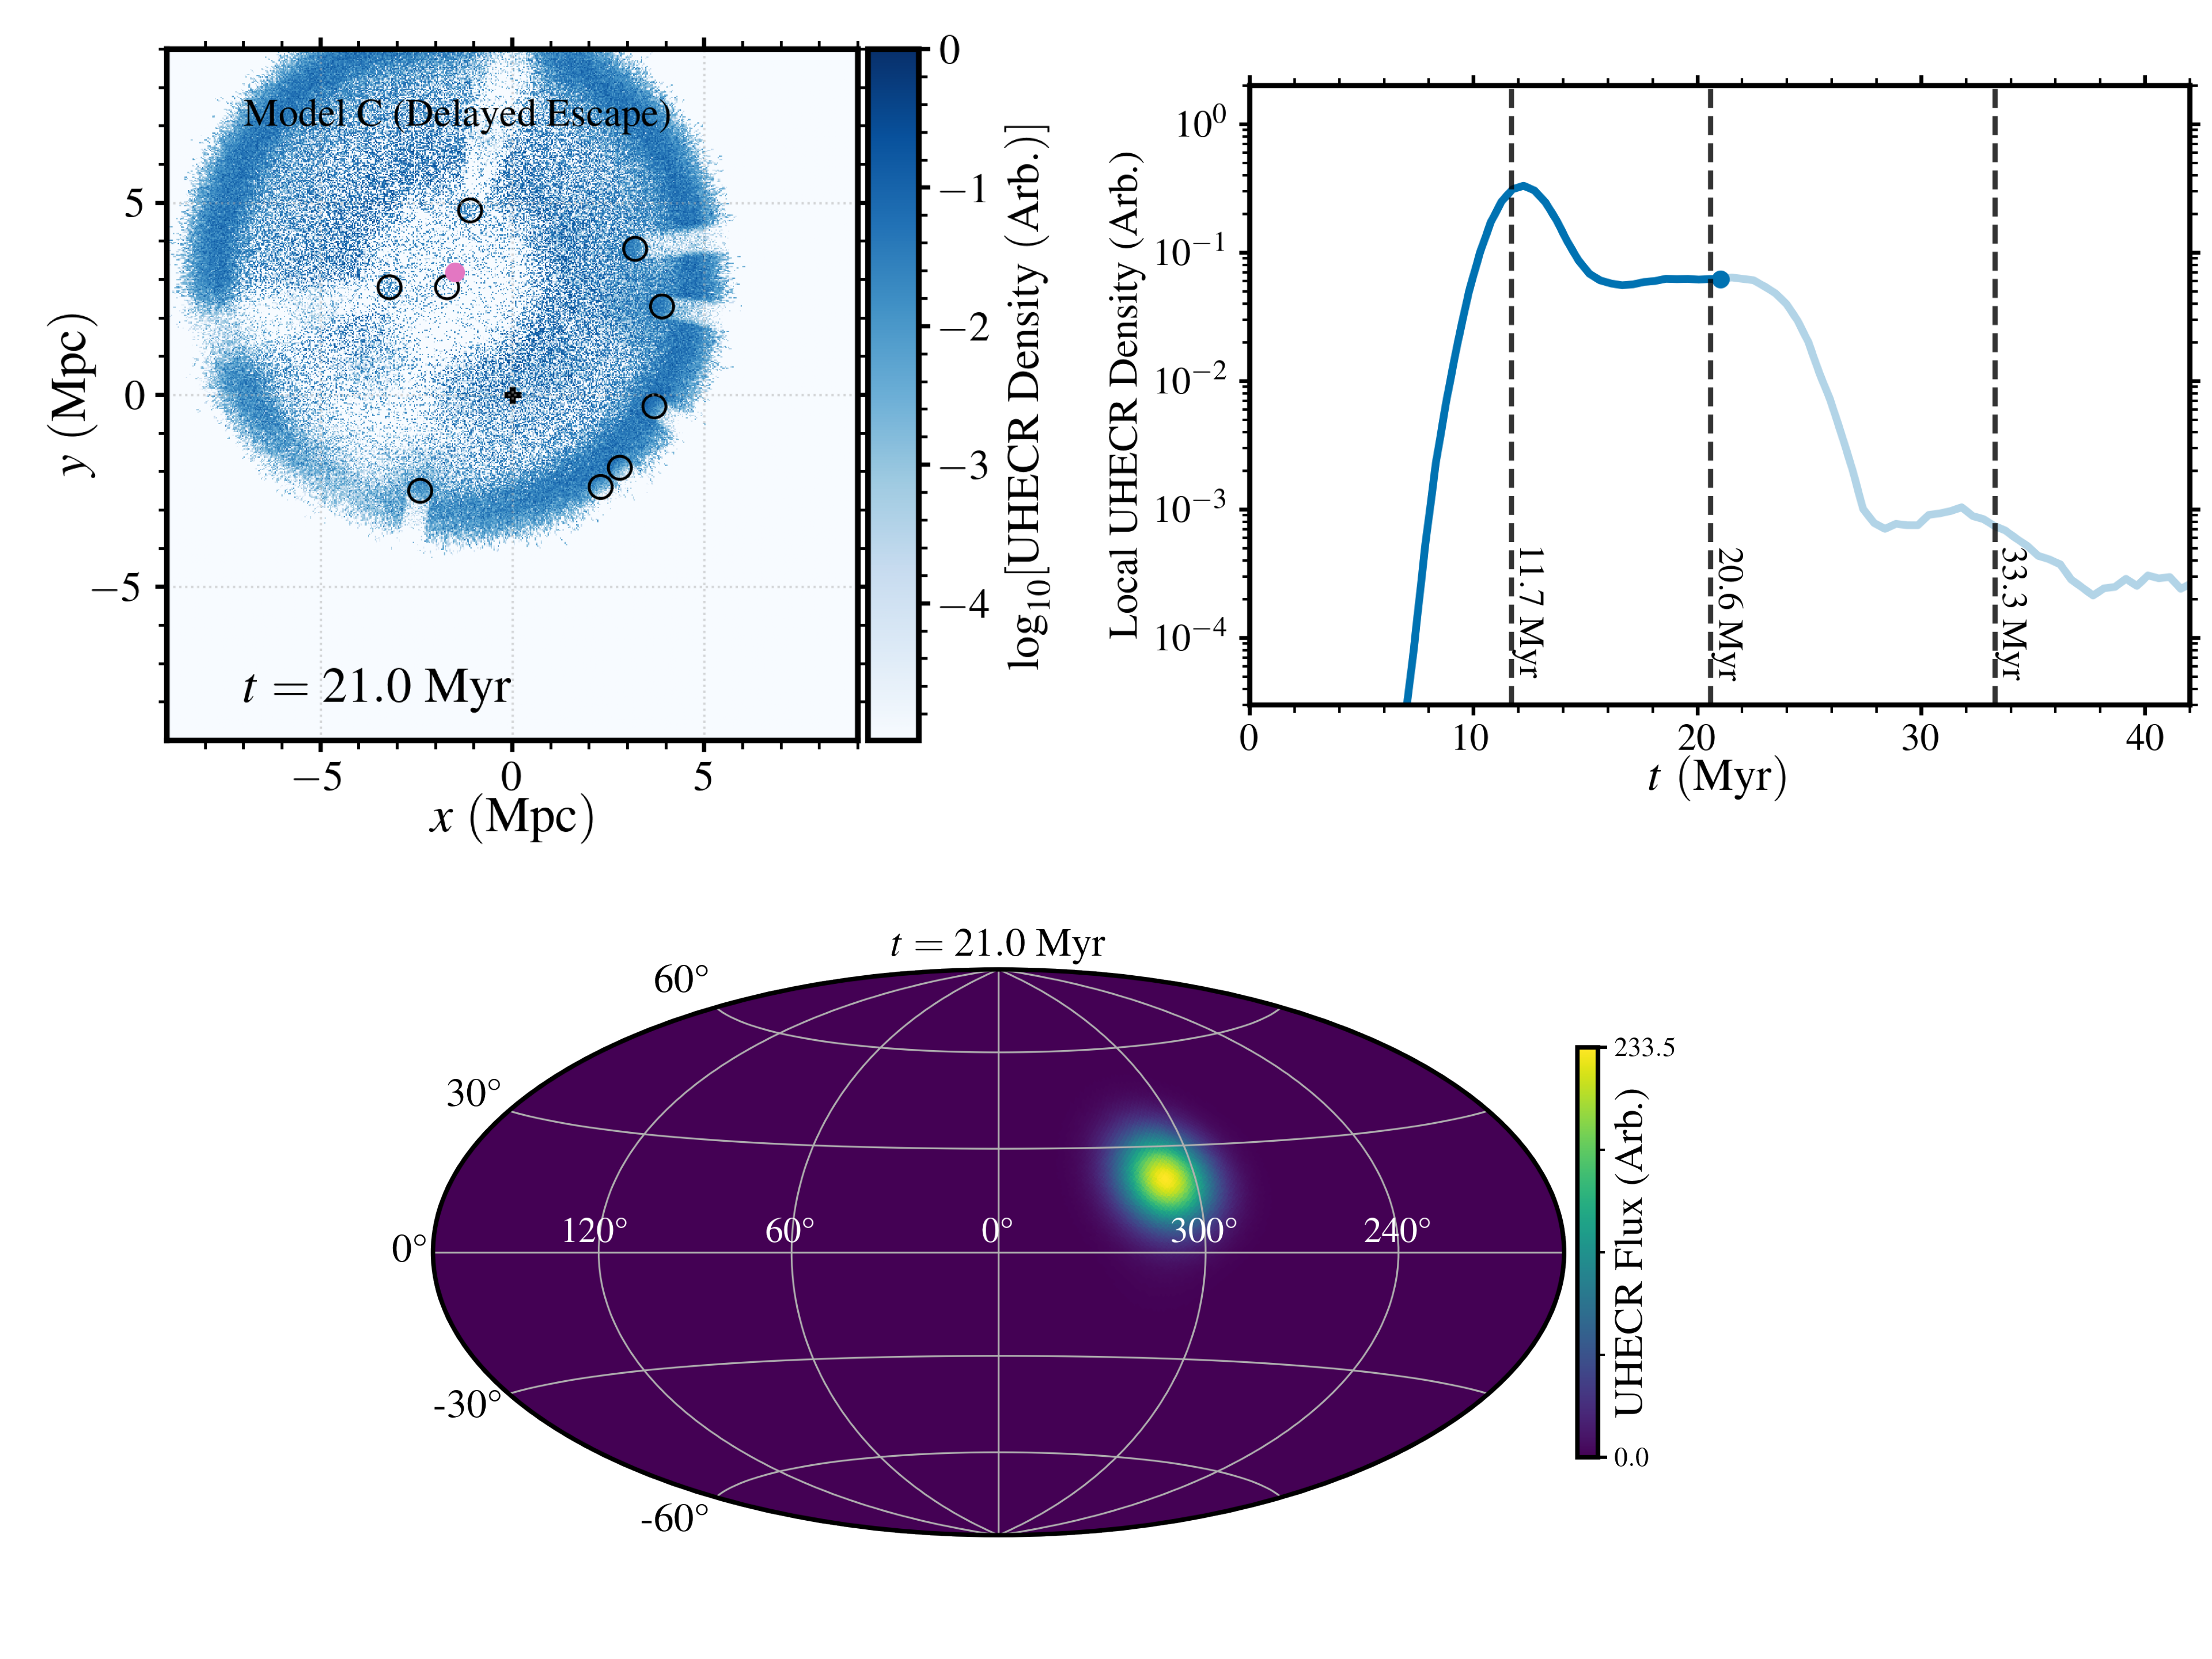 Model C (Delayed Escape)
t = 21.0 Myr
5
0
−5
y (Mpc)
−5
0
5
x (Mpc)
0
−1
−2
−3
−4
log10[UHECR Density (Arb.)]
10^0
10^−1
10^−2
10^−3
10^−4
Local UHECR Density (Arb.)
11.7 Myr
20.6 Myr
33.3 Myr
0
10
20
30
40
t (Myr)
t = 21.0 Myr
60°
30°
0°
-30°
-60°
120°
60°
0°
300°
240°
233.5
0.0
UHECR Flux (Arb.)